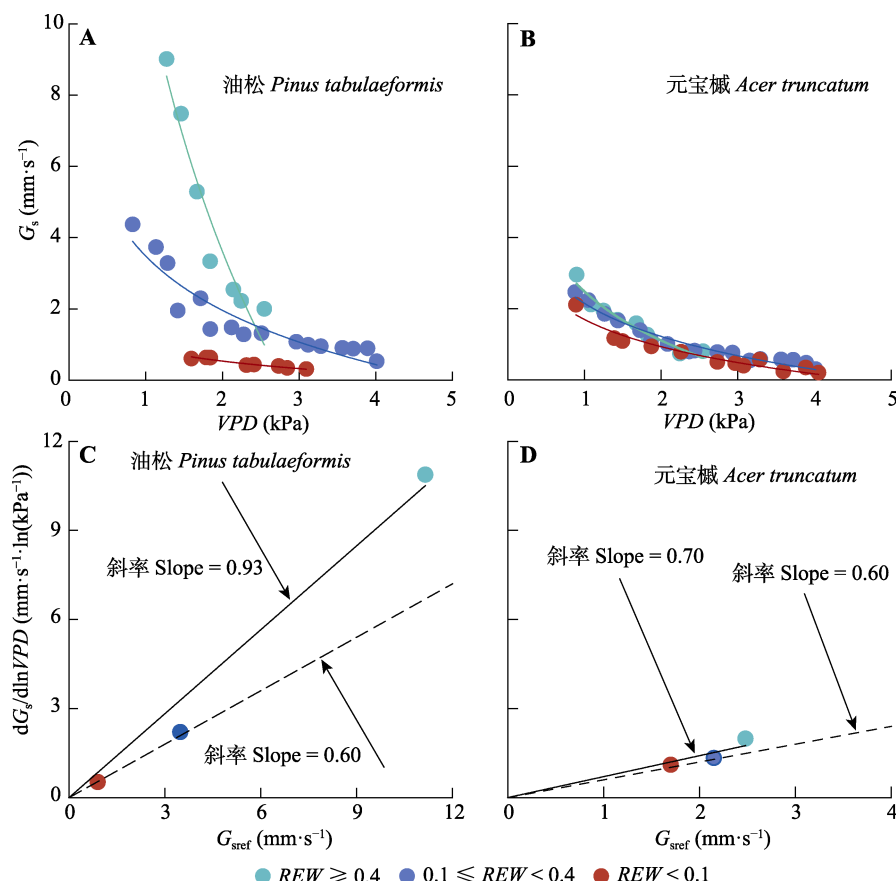 A
油松 Pinus tabulaeformis
10
8
6
4
2
0
Gs (mm·s⁻¹)
0 1 2 3 4 5
VPD (kPa)
B
元宝槭 Acer truncatum
0 1 2 3 4 5
VPD (kPa)
C
油松 Pinus tabulaeformis
12
9
6
3
0
dGs/dlnVPD (mm·s⁻¹·ln(kPa⁻¹))
斜率 Slope = 0.93
斜率 Slope = 0.60
0 3 6 9 12
Gsref (mm·s⁻¹)
D
元宝槭 Acer truncatum
斜率 Slope = 0.70
斜率 Slope = 0.60
0 1 2 3 4
Gsref (mm·s⁻¹)
REW ≥ 0.4 0.1 ≤ REW < 0.4 REW < 0.1